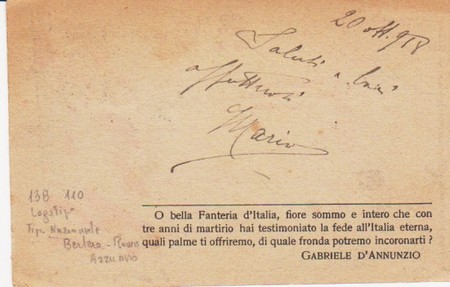 20 ott. 918
Saluti e baci
affettuosi
Mario
138 110
Logotip
Tip. Nazionale
Bertero - Roma
Azzurro
O bella Fanteria d'Italia, fiore sommo e intero che con
tre anni di martirio hai testimoniato la fede all'Italia eterna,
quali palme ti offriremo, di quale fronda potremo incoronarti ?
GABRIELE D'ANNUNZIO